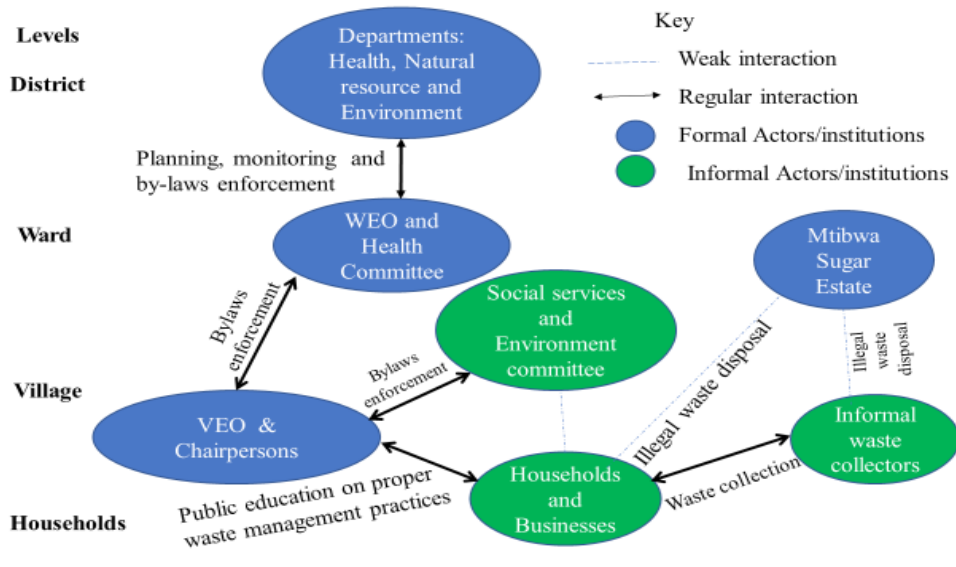 Levels
District
Departments:
Health, Natural
resource and
Environment
Key
Weak interaction
Regular interaction
Formal Actors/institutions
Informal Actors/institutions
Planning, monitoring and
by-laws enforcement
Ward
WEO and
Health
Committee
Mtibwa
Sugar
Estate
Bylaws
enforcement
Social services
and
Environment
committee
Illegal waste disposal
Illegal
waste
disposal
Village
Bylaws
enforcement
VEO &
Chairpersons
Informal
waste
collectors
Public education on proper
waste management practices
Households
and
Businesses
Waste collection
Households